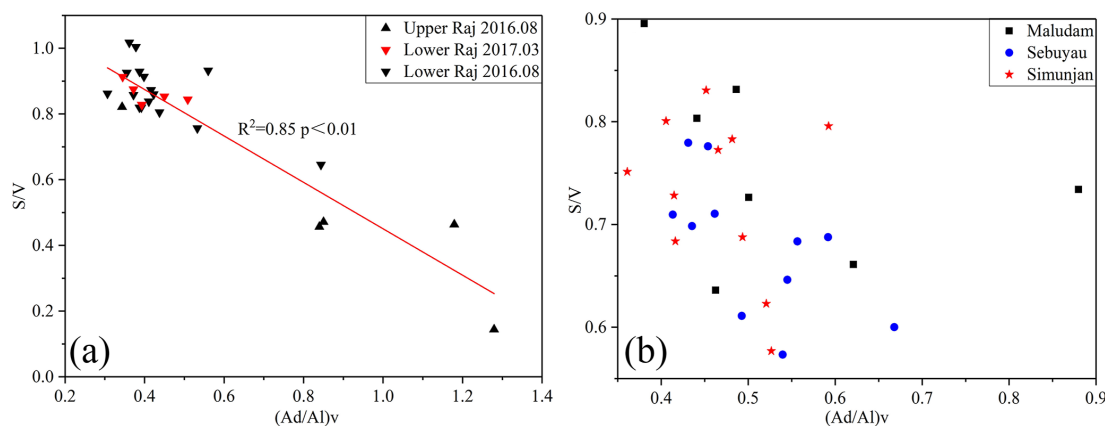 Upper Raj 2016.08
Lower Raj 2017.03
Lower Raj 2016.08
R²=0.85 p<0.01
S/V
1.0
0.8
0.6
0.4
0.2
0.0
(a)
0.2 0.4 0.6 0.8 1.0 1.2 1.4
(Ad/Al)v
Maludam
Sebuyau
Simunjan
S/V
0.9
0.8
0.7
0.6
(b)
0.4 0.5 0.6 0.7 0.8 0.9
(Ad/Al)v